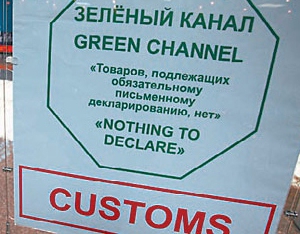 ЗЕЛЁНЫЙ КАНАЛ
GREEN CHANNEL
«Товаров, подлежащих
обязательному
письменному
декларированию, нет»
«NOTHING TO
DECLARE»
CUSTOMS